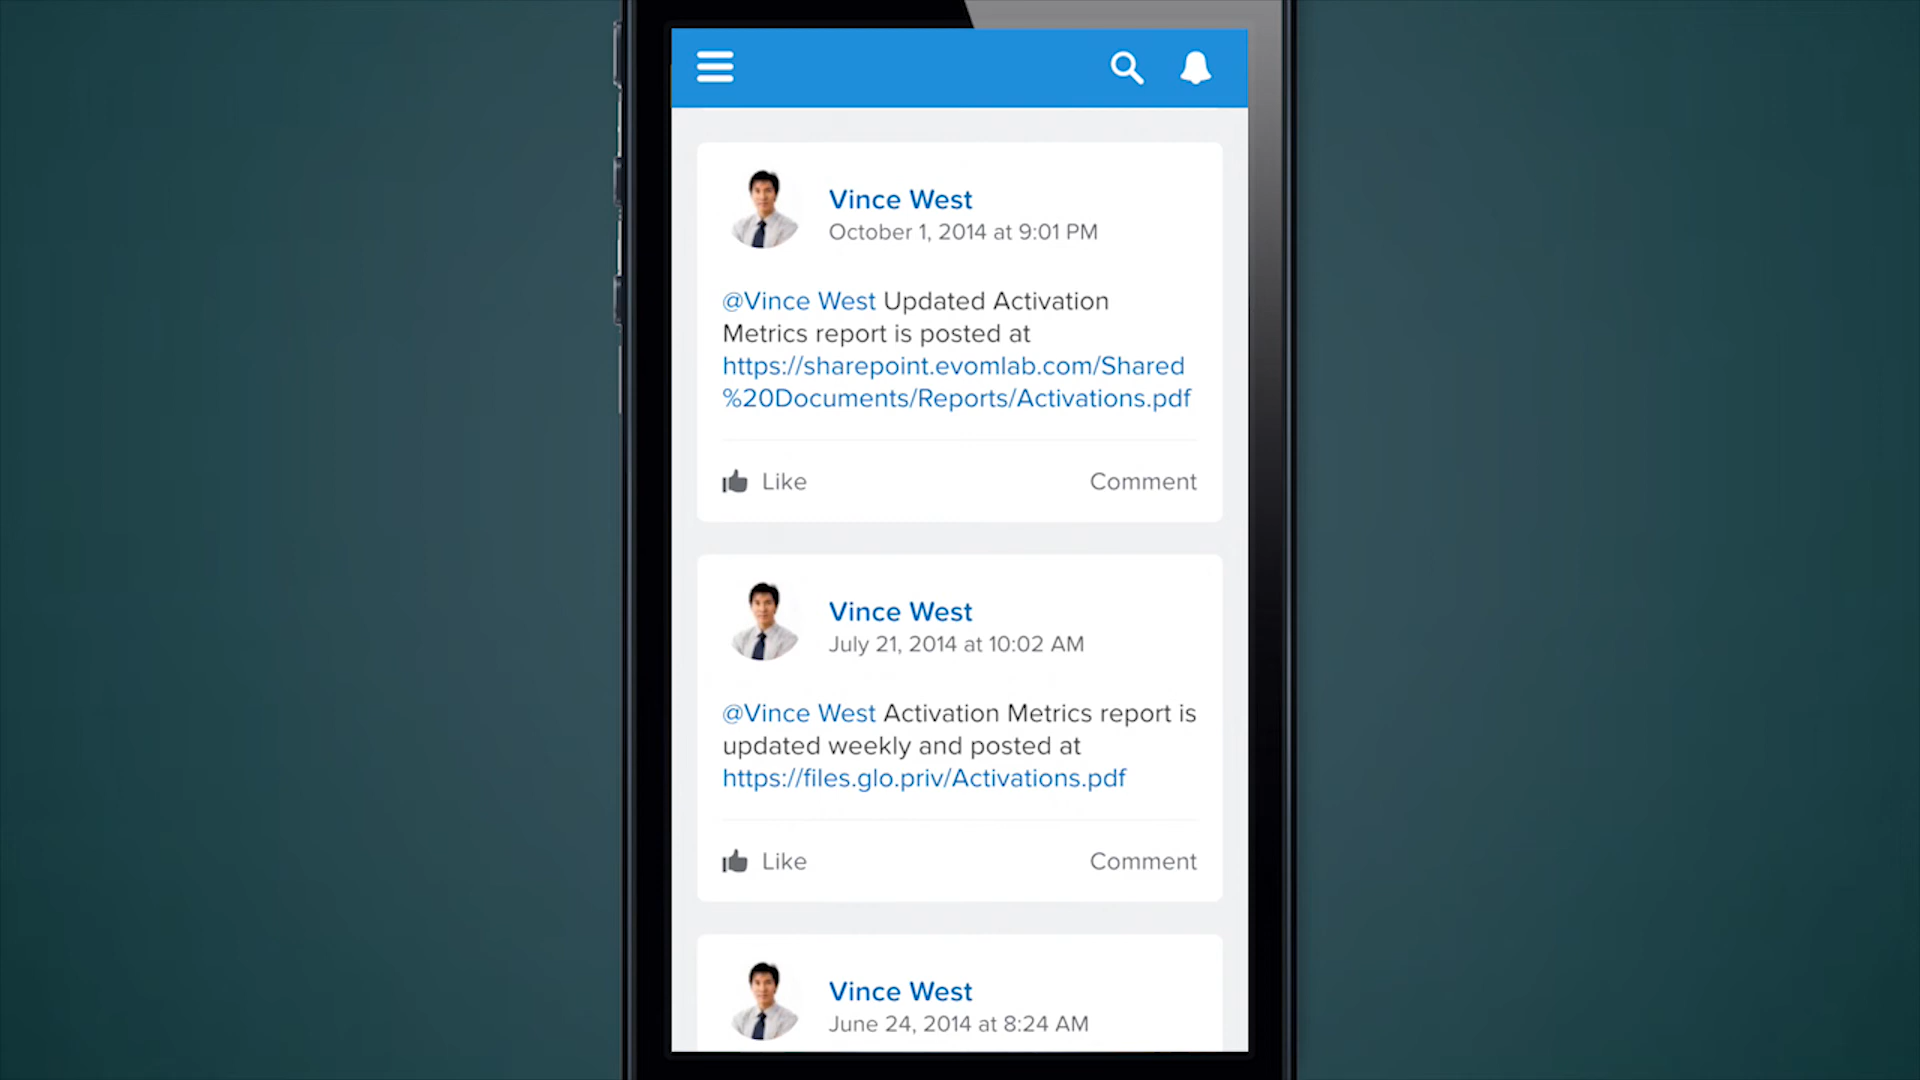 Vince West
October 1, 2014 at 9:01 PM
@Vince West Updated Activation
Metrics report is posted at
https://sharepoint.evomlab.com/Shared
%20Documents/Reports/Activations.pdf
Like Comment
Vince West
July 21, 2014 at 10:02 AM
@Vince West Activation Metrics report is
updated weekly and posted at
https://files.glo.priv/Activations.pdf
Like Comment
Vince West
June 24, 2014 at 8:24 AM